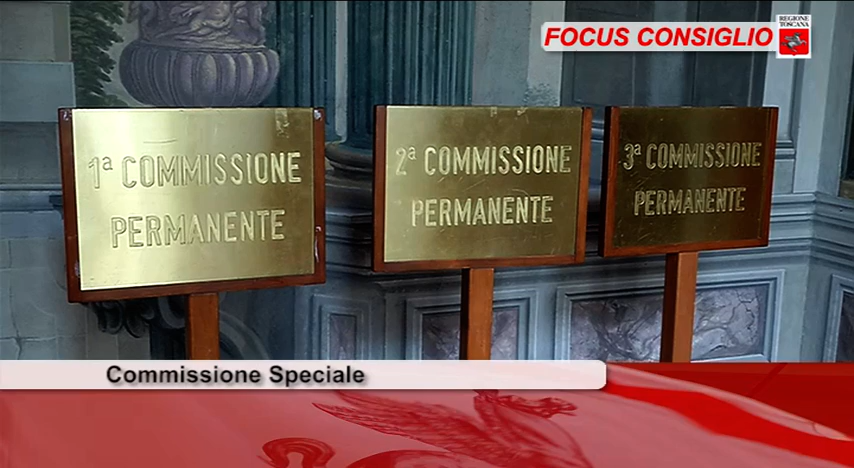 FOCUS CONSIGLIO
REGIONE
TOSCANA
1ª COMMISSIONE
PERMANENTE
2ª COMMISSIONE
PERMANENTE
3ª COMMISSIONE
PERMANENTE
Commissione Speciale